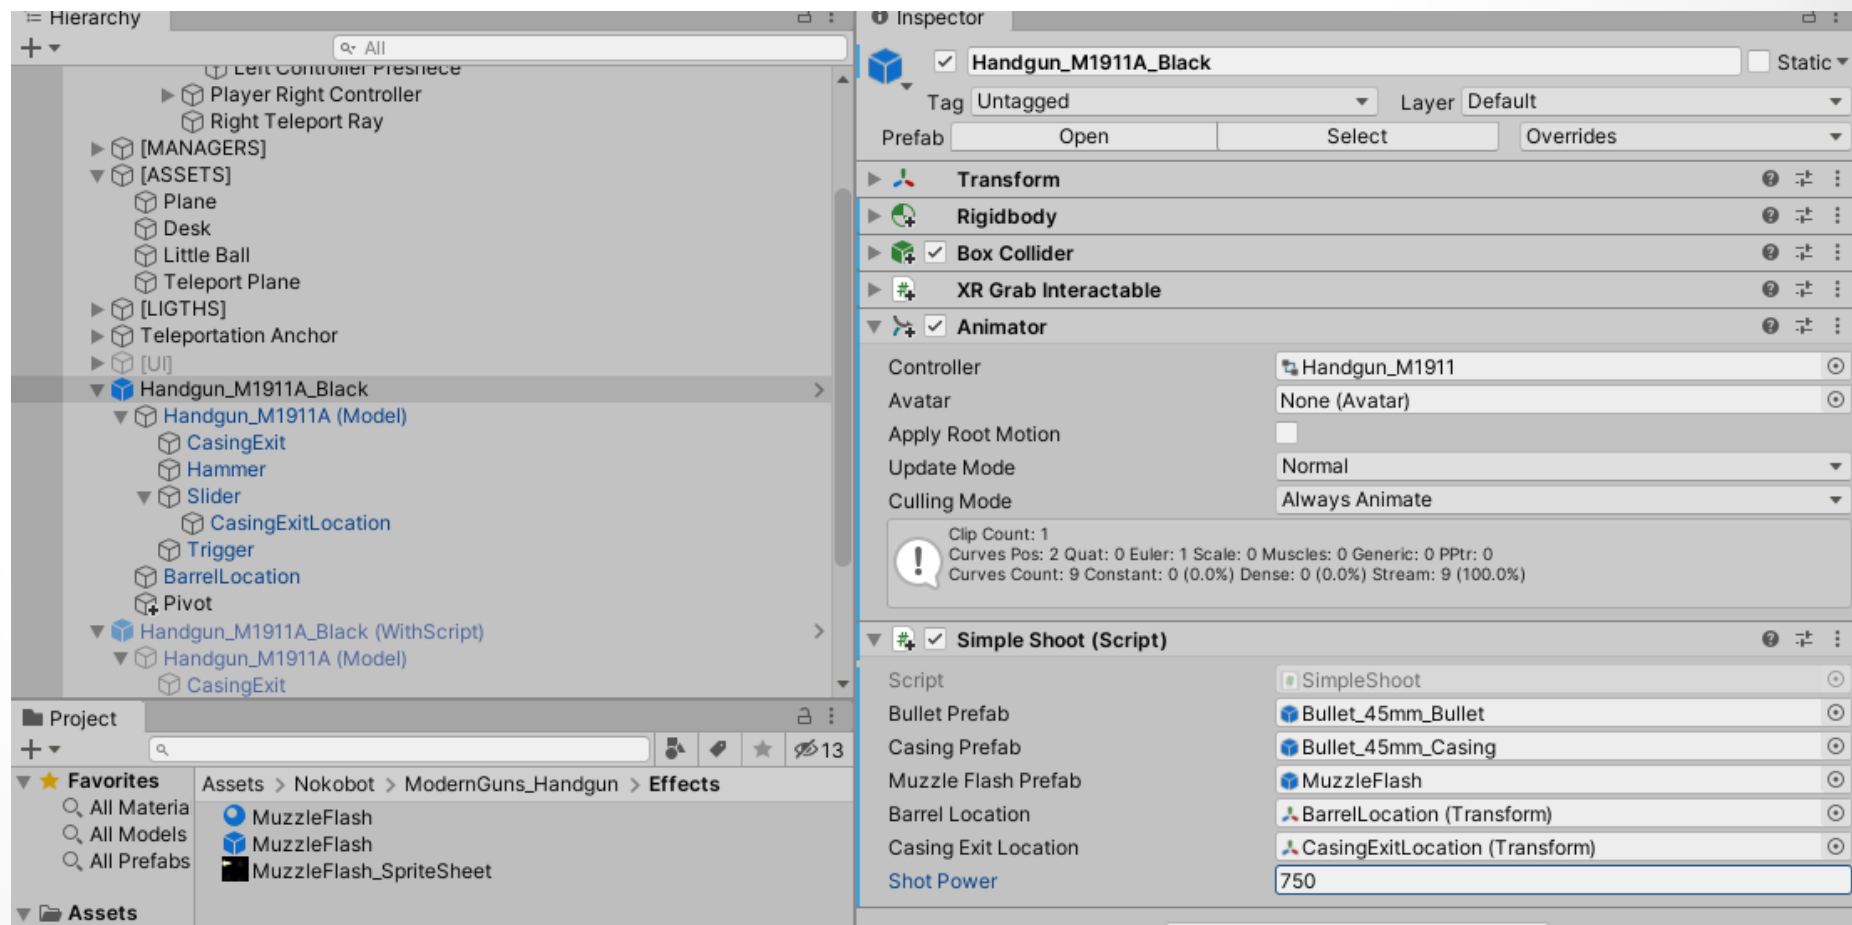 Hierarchy
All
Left Controller Presnece
Player Right Controller
Right Teleport Ray
[MANAGERS]
[ASSETS]
Plane
Desk
Little Ball
Teleport Plane
[LIGTHS]
Teleportation Anchor
[UI]
Handgun_M1911A_Black
Handgun_M1911A (Model)
CasingExit
Hammer
Slider
CasingExitLocation
Trigger
BarrelLocation
Pivot
Handgun_M1911A_Black (WithScript)
Handgun_M1911A (Model)
CasingExit
Project
13
Favorites
All Materia
All Models
All Prefabs
Assets
Assets > Nokobot > ModernGuns_Handgun > Effects
MuzzleFlash
MuzzleFlash
MuzzleFlash_SpriteSheet
Inspector
Handgun_M1911A_Black Static
Tag Untagged Layer Default
Prefab Open Select Overrides
Transform
Rigidbody
Box Collider
XR Grab Interactable
Animator
Controller Handgun_M1911
Avatar None (Avatar)
Apply Root Motion
Update Mode Normal
Culling Mode Always Animate
Clip Count: 1
Curves Pos: 2 Quat: 0 Euler: 1 Scale: 0 Muscles: 0 Generic: 0 PPtr: 0
Curves Count: 9 Constant: 0 (0.0%) Dense: 0 (0.0%) Stream: 9 (100.0%)
Simple Shoot (Script)
Script SimpleShoot
Bullet Prefab Bullet_45mm_Bullet
Casing Prefab Bullet_45mm_Casing
Muzzle Flash Prefab MuzzleFlash
Barrel Location BarrelLocation (Transform)
Casing Exit Location CasingExitLocation (Transform)
Shot Power 750